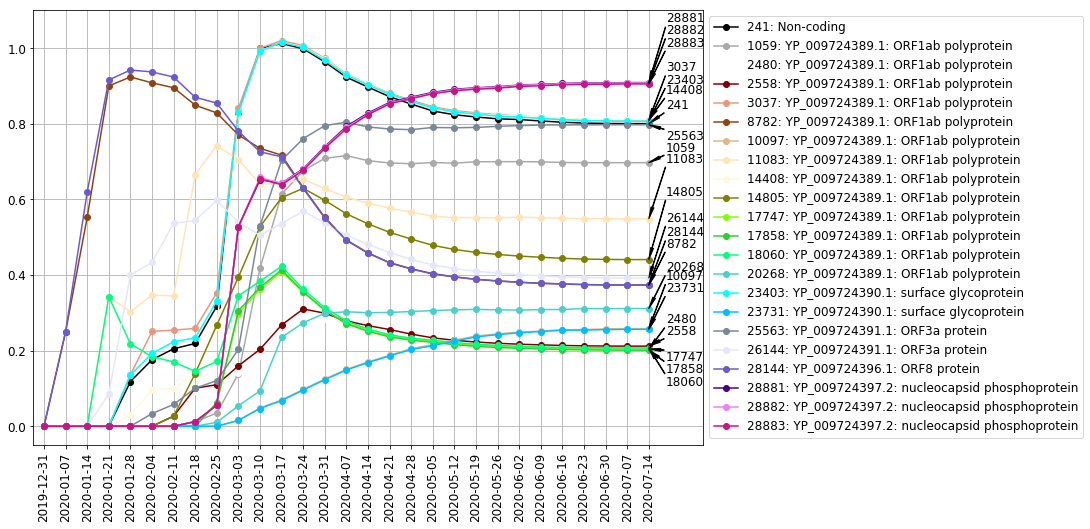 1.0
0.8
0.6
0.4
0.2
0.0
2019-12-31
2020-01-07
2020-01-14
2020-01-21
2020-01-28
2020-02-04
2020-02-11
2020-02-18
2020-02-25
2020-03-03
2020-03-10
2020-03-17
2020-03-24
2020-03-31
2020-04-07
2020-04-14
2020-04-21
2020-04-28
2020-05-05
2020-05-12
2020-05-19
2020-05-26
2020-06-02
2020-06-09
2020-06-16
2020-06-23
2020-06-30
2020-07-07
2020-07-14
28881
28882
28883
3037
23403
14408
241
25563
1059
11083
14805
26144
28144
8782
20268
10097
23731
2480
2558
17747
17858
18060
241: Non-coding
1059: YP_009724389.1: ORF1ab polyprotein
2480: YP_009724389.1: ORF1ab polyprotein
2558: YP_009724389.1: ORF1ab polyprotein
3037: YP_009724389.1: ORF1ab polyprotein
8782: YP_009724389.1: ORF1ab polyprotein
10097: YP_009724389.1: ORF1ab polyprotein
11083: YP_009724389.1: ORF1ab polyprotein
14408: YP_009724389.1: ORF1ab polyprotein
14805: YP_009724389.1: ORF1ab polyprotein
17747: YP_009724389.1: ORF1ab polyprotein
17858: YP_009724389.1: ORF1ab polyprotein
18060: YP_009724389.1: ORF1ab polyprotein
20268: YP_009724389.1: ORF1ab polyprotein
23403: YP_009724390.1: surface glycoprotein
23731: YP_009724390.1: surface glycoprotein
25563: YP_009724391.1: ORF3a protein
26144: YP_009724391.1: ORF3a protein
28144: YP_009724396.1: ORF8 protein
28881: YP_009724397.2: nucleocapsid phosphoprotein
28882: YP_009724397.2: nucleocapsid phosphoprotein
28883: YP_009724397.2: nucleocapsid phosphoprotein